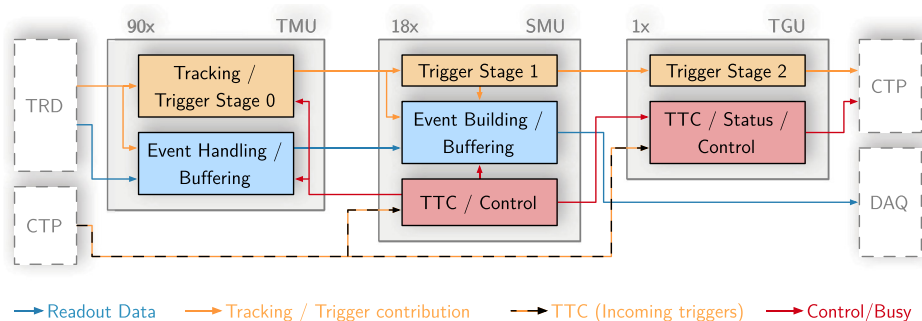 90x TMU
18x SMU
1x TGU
TRD
Tracking /
Trigger Stage 0
Event Handling /
Buffering
CTP
Trigger Stage 1
Event Building /
Buffering
TTC / Control
Trigger Stage 2
TTC / Status /
Control
CTP
DAQ
Readout Data
Tracking / Trigger contribution
TTC (Incoming triggers)
Control/Busy